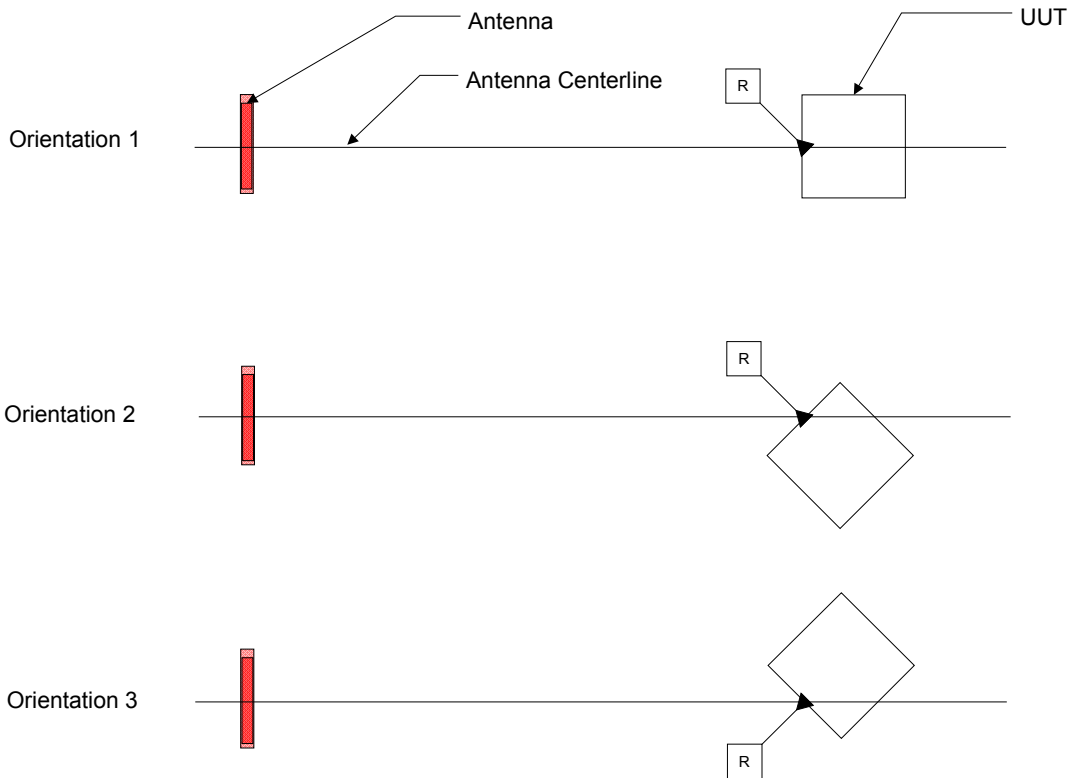 Antenna
UUT
Antenna Centerline
R
Orientation 1
R
Orientation 2
Orientation 3
R